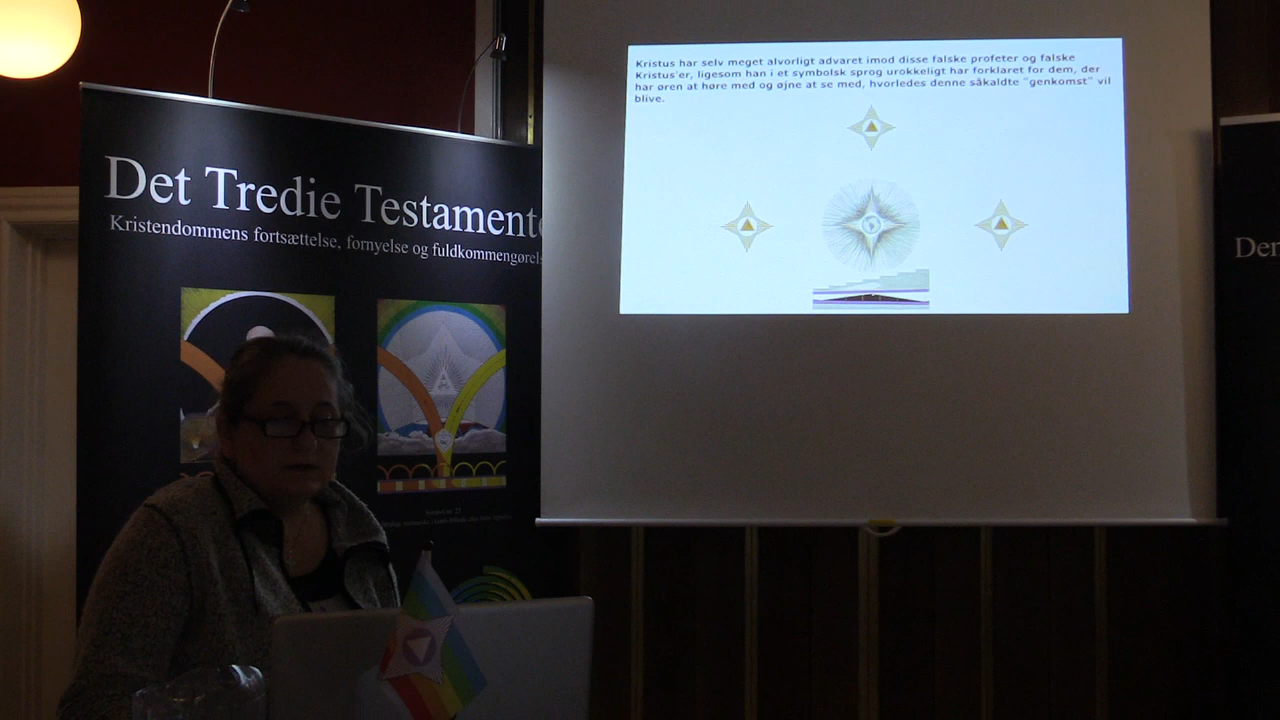 Det Tredie Testamente
Kristendommens fortsættelse, fornyelse og fuldkommengørels
Kristus har selv meget alvorligt advaret imod disse falske profeter og falske
Kristus'er, ligesom han i et symbolsk sprog urokkeligt har forklaret for dem, der
har øren at høre med og øjne at se med, hvorledes denne såkaldte "genkomst" vil
blive.
Den